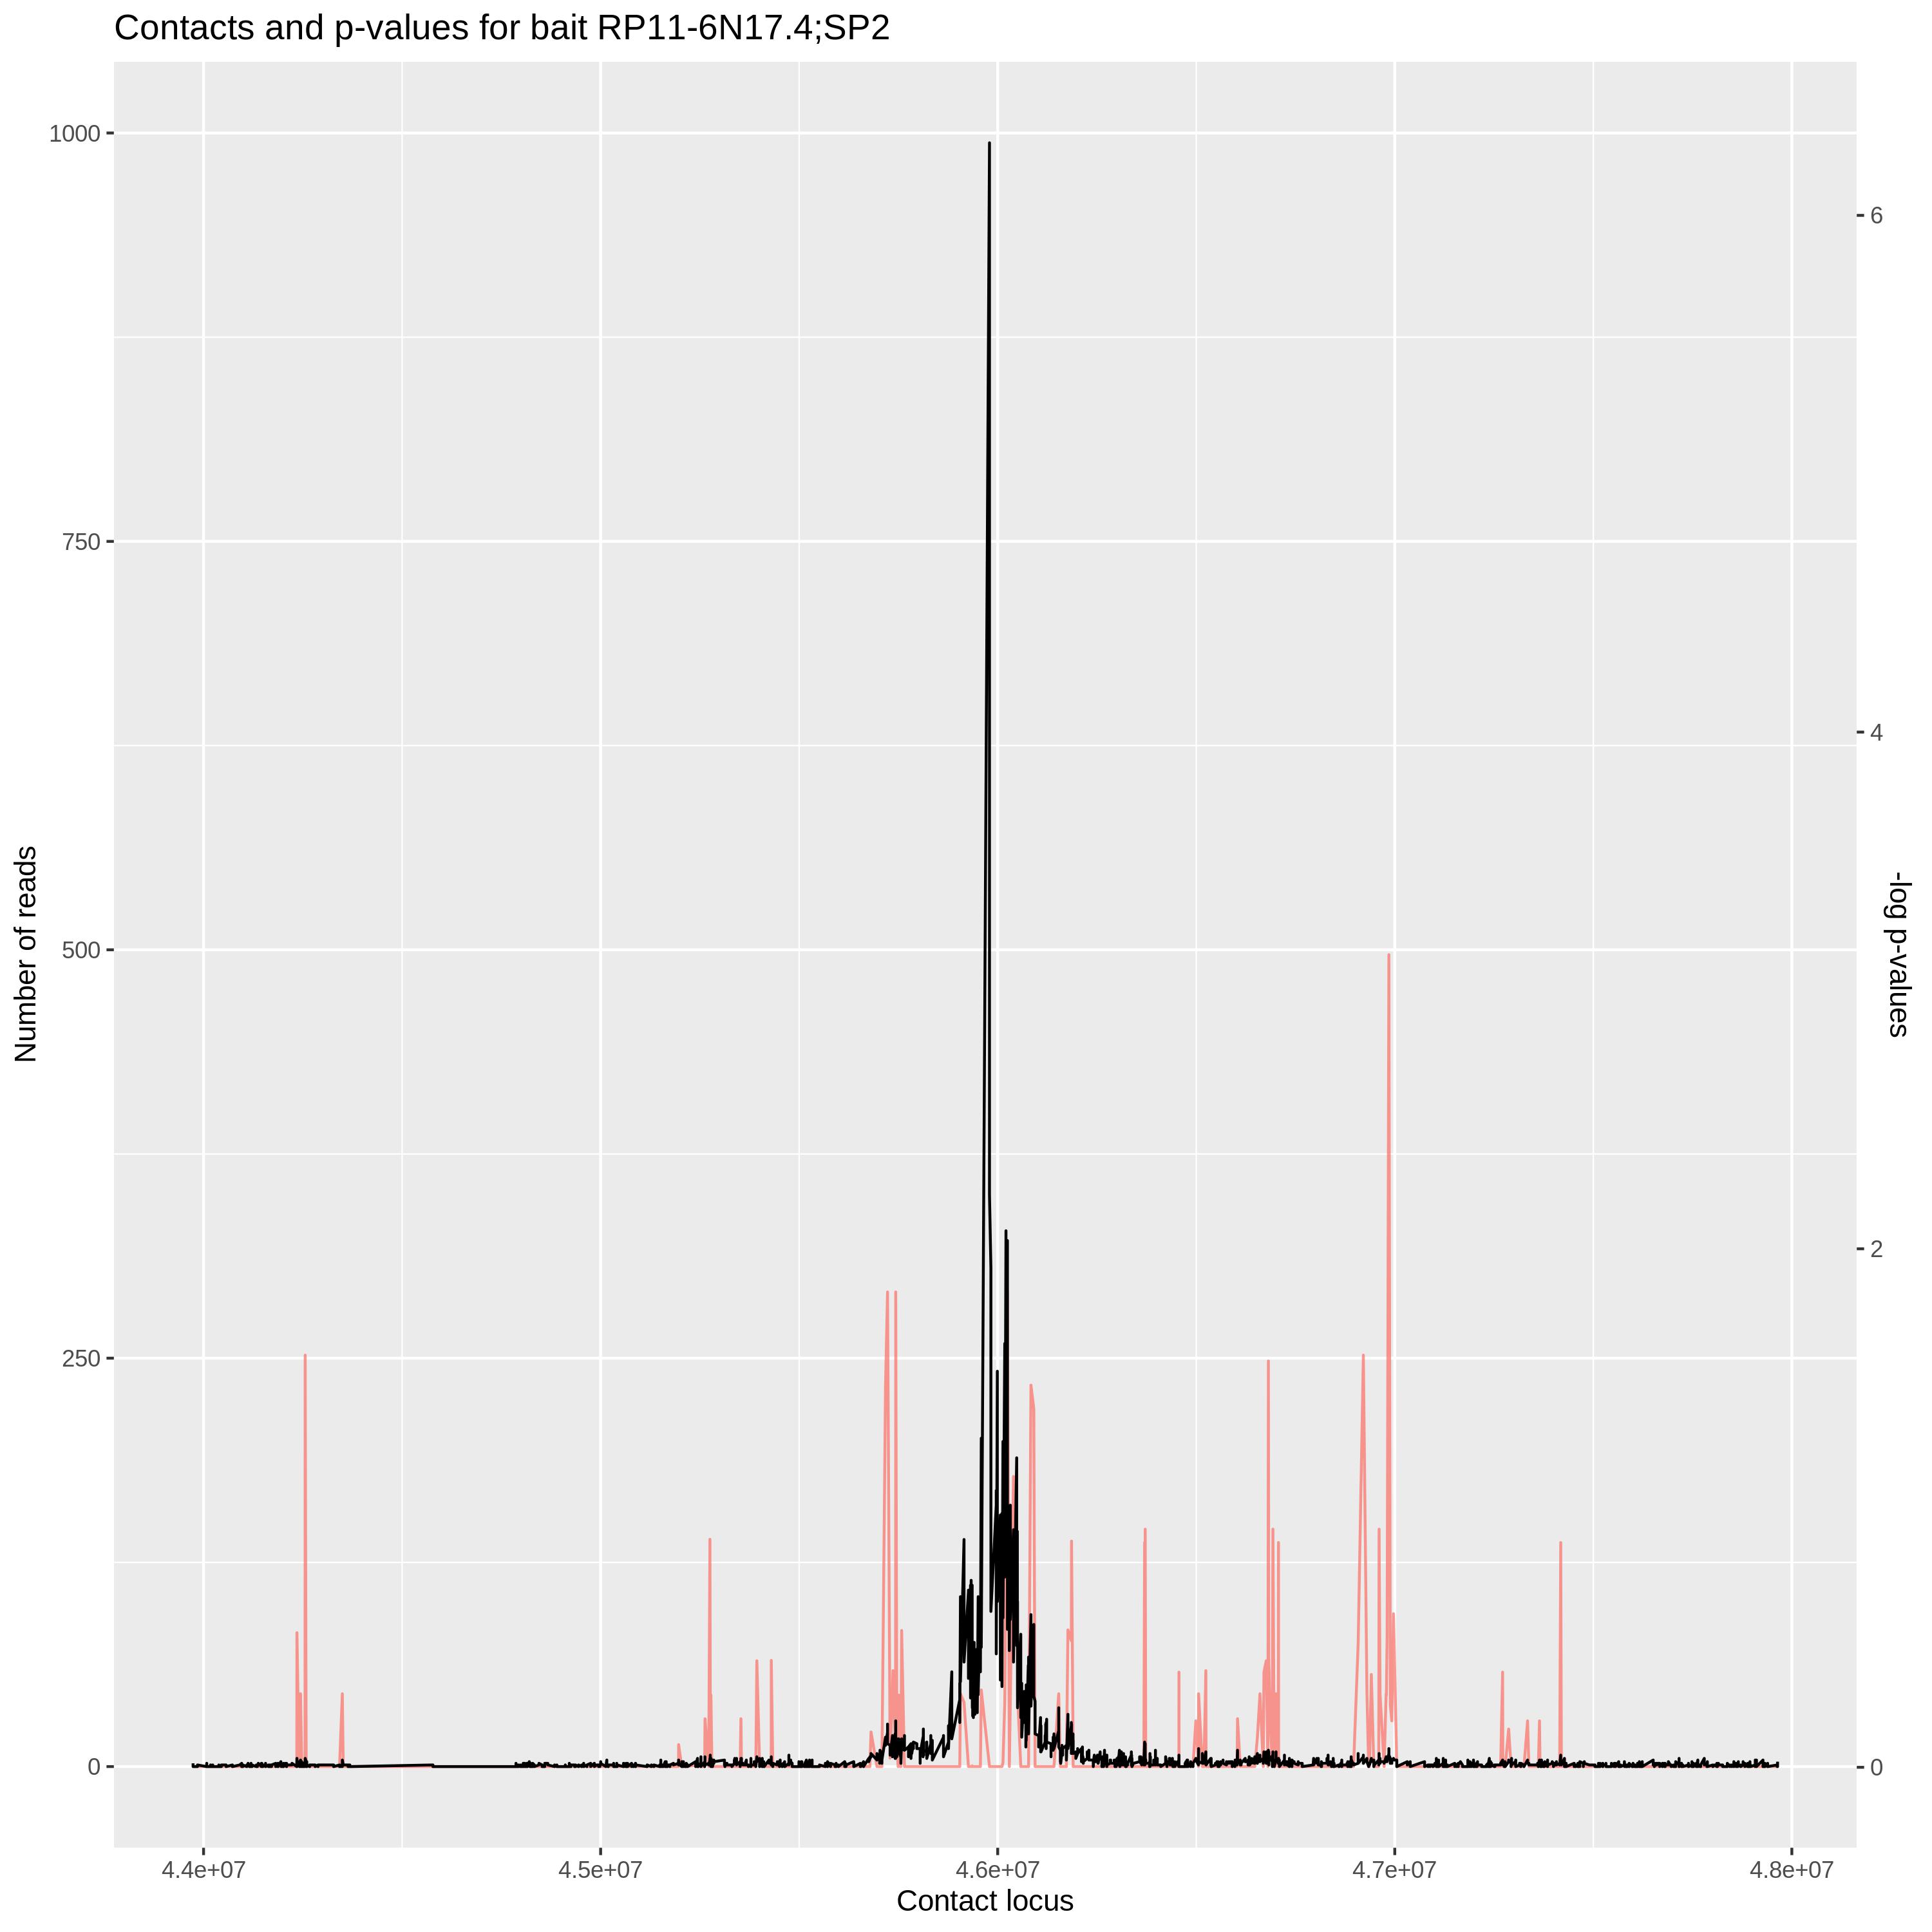 Contacts and p-values for bait RP11-6N17.4;SP2
1000
750
500
250
0
Number of reads
6
4
2
0
-log p-values
4.4e+07
4.5e+07
4.6e+07
4.7e+07
4.8e+07
Contact locus